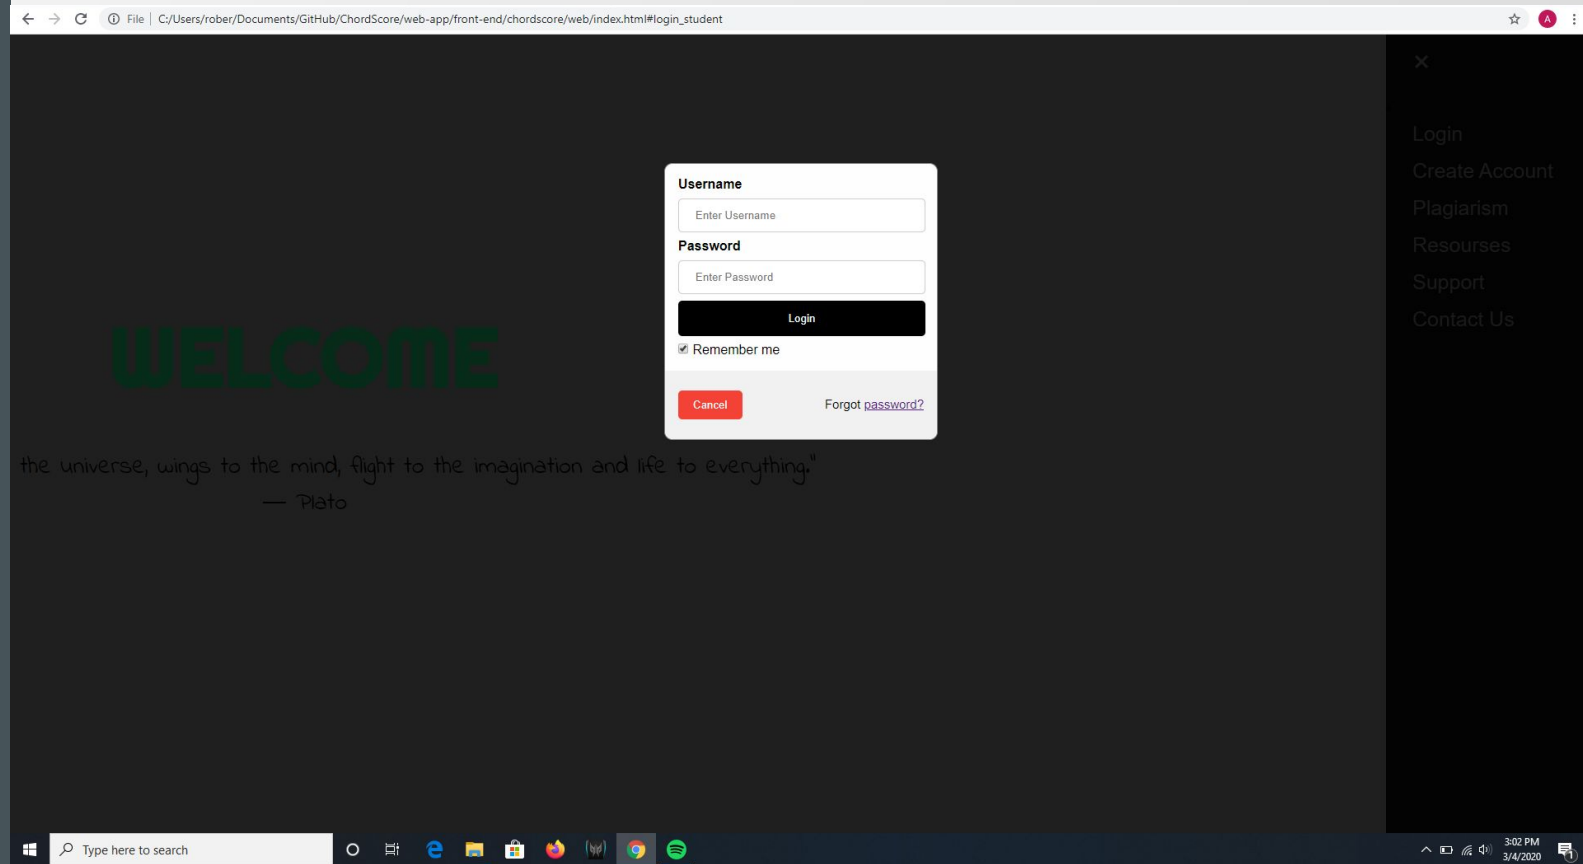 File C:/Users/rober/Documents/GitHub/ChordScore/web-app/front-end/chordscore/web/index.html#login_student
A
×
Login
Create Account
Plagiarism
Resourses
Support
Contact Us
Username
Enter Username
Password
Enter Password
Login
Remember me
Cancel
Forgot password?
WELCOME
the universe, wings to the mind, flight to the imagination and life to everything."
— Plato
Type here to search
3:02 PM
3/4/2020
1